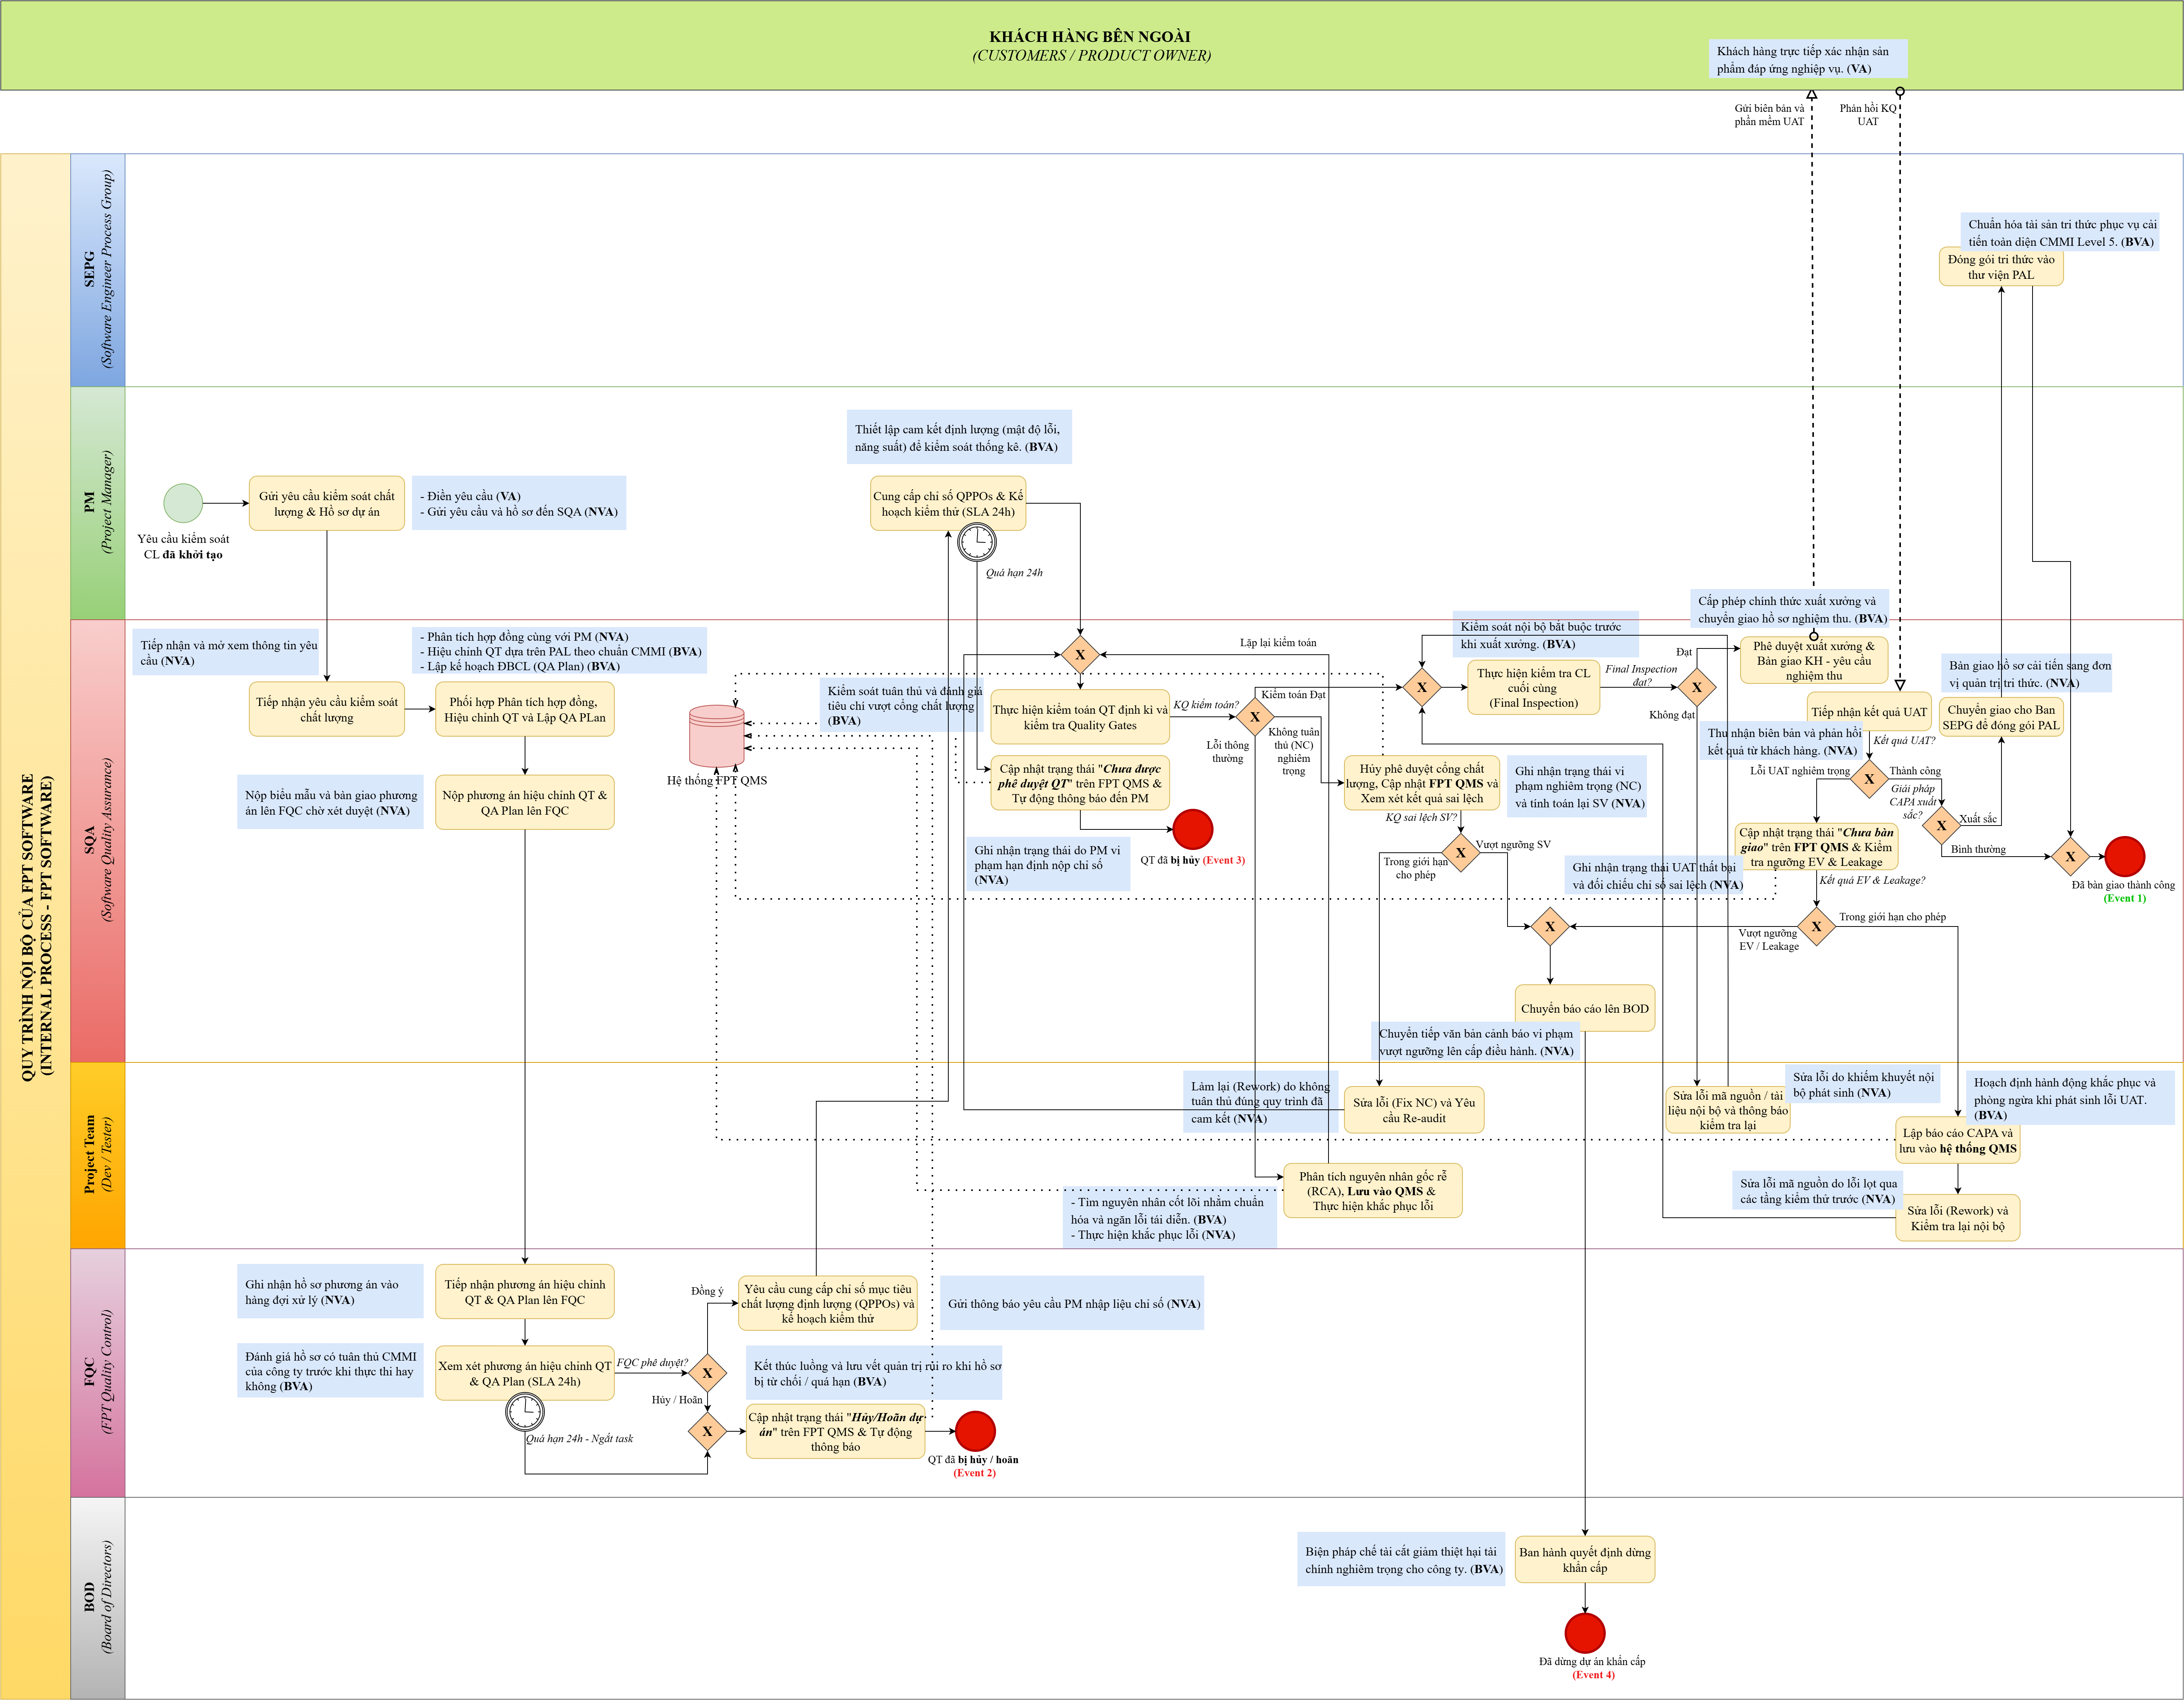 KHÁCH HÀNG BÊN NGOÀI
(CUSTOMERS / PRODUCT OWNER)
Khách hàng trực tiếp xác nhận sản
phẩm đáp ứng nghiệp vụ. (VA)
Gửi biên bản và
phần mềm UAT
Phản hồi KQ
UAT
QUY TRÌNH NỘI BỘ CỦA FPT SOFTWARE
(INTERNAL PROCESS - FPT SOFTWARE)
SEPG
(Software Engineer Process Group)
Chuẩn hóa tài sản tri thức phục vụ cải
tiến toàn diện CMMI Level 5. (BVA)
Đóng gói tri thức vào
thư viện PAL
PM
(Project Manager)
Yêu cầu kiểm soát
CL đã khởi tạo
Gửi yêu cầu kiểm soát chất
lượng & Hồ sơ dự án
- Điền yêu cầu (VA)
- Gửi yêu cầu và hồ sơ đến SQA (NVA)
Thiết lập cam kết định lượng (mật độ lỗi,
năng suất) để kiểm soát thống kê. (BVA)
Cung cấp chỉ số QPPOs & Kế
hoạch kiểm thử (SLA 24h)
Quá hạn 24h
SQA
(Software Quality Assurance)
Tiếp nhận và mở xem thông tin yêu
cầu (NVA)
- Phân tích hợp đồng cùng với PM (NVA)
- Hiệu chỉnh QT dựa trên PAL theo chuẩn CMMI (BVA)
- Lập kế hoạch ĐBCL (QA Plan) (BVA)
Tiếp nhận yêu cầu kiểm soát
chất lượng
Phối hợp Phân tích hợp đồng,
Hiệu chỉnh QT và Lập QA PLan
Nộp biểu mẫu và bàn giao phương
án lên FQC chờ xét duyệt (NVA)
Nộp phương án hiệu chỉnh QT &
QA Plan lên FQC
Hệ thống FPT QMS
Kiểm soát tuân thủ và đánh giá
tiêu chí vượt cổng chất lượng
(BVA)
X
Lặp lại kiểm toán
Thực hiện kiểm toán QT định kì và
kiểm tra Quality Gates
KQ kiểm toán?
X
Kiểm toán Đạt
Lỗi thông
thường
Không tuân
thủ (NC)
nghiêm
trọng
Cập nhật trạng thái "Chưa được
phê duyệt QT" trên FPT QMS &
Tự động thông báo đến PM
QT đã bị hủy (Event 3)
Ghi nhận trạng thái do PM vi
phạm hạn định nộp chỉ số
(NVA)
Hủy phê duyệt cổng chất
lượng, Cập nhật FPT QMS và
Xem xét kết quả sai lệch
Ghi nhận trạng thái vi
phạm nghiêm trọng (NC)
và tính toán lại SV (NVA)
KQ sai lệch SV?
X
Trong giới hạn
cho phép
Vượt ngưỡng SV
Kiểm soát nội bộ bắt buộc trước
khi xuất xưởng. (BVA)
X
Thực hiện kiểm tra CL
cuối cùng
(Final Inspection)
Final Inspection
đạt?
X
Đạt
Không đạt
Cấp phép chính thức xuất xưởng và
chuyển giao hồ sơ nghiệm thu. (BVA)
Phê duyệt xuất xưởng &
Bàn giao KH - yêu cầu
nghiệm thu
Tiếp nhận kết quả UAT
Thu nhận biên bản và phản hồi
kết quả từ khách hàng. (NVA)
Kết quả UAT?
X
Lỗi UAT nghiêm trọng
Thành công
Giải pháp
CAPA xuất
sắc?
X
Xuất sắc
Bình thường
Bàn giao hồ sơ cải tiến sang đơn
vị quản trị tri thức. (NVA)
Chuyển giao cho Ban
SEPG để đóng gói PAL
X
Đã bàn giao thành công
(Event 1)
Cập nhật trạng thái "Chưa bàn
giao" trên FPT QMS & Kiểm
tra ngưỡng EV & Leakage
Ghi nhận trạng thái UAT thất bại
và đối chiếu chỉ số sai lệch (NVA)
Kết quả EV & Leakage?
X
Vượt ngưỡng
EV / Leakage
Trong giới hạn cho phép
X
Chuyển báo cáo lên BOD
Chuyển tiếp văn bản cảnh báo vi phạm
vượt ngưỡng lên cấp điều hành. (NVA)
Project Team
(Dev / Tester)
Làm lại (Rework) do không
tuân thủ đúng quy trình đã
cam kết (NVA)
Sửa lỗi (Fix NC) và Yêu
cầu Re-audit
Sửa lỗi mã nguồn / tài
liệu nội bộ và thông báo
kiểm tra lại
Sửa lỗi do khiếm khuyết nội
bộ phát sinh (NVA)
Hoạch định hành động khắc phục và
phòng ngừa khi phát sinh lỗi UAT.
(BVA)
Lập báo cáo CAPA và
lưu vào hệ thống QMS
Phân tích nguyên nhân gốc rễ
(RCA), Lưu vào QMS &
Thực hiện khắc phục lỗi
- Tìm nguyên nhân cốt lõi nhằm chuẩn
hóa và ngăn lỗi tái diễn. (BVA)
- Thực hiện khắc phục lỗi (NVA)
Sửa lỗi mã nguồn do lỗi lọt qua
các tầng kiểm thử trước (NVA)
Sửa lỗi (Rework) và
Kiểm tra lại nội bộ
FQC
(FPT Quality Control)
Ghi nhận hồ sơ phương án vào
hàng đợi xử lý (NVA)
Tiếp nhận phương án hiệu chỉnh
QT & QA Plan lên FQC
Đánh giá hồ sơ có tuân thủ CMMI
của công ty trước khi thực thi hay
không (BVA)
Xem xét phương án hiệu chỉnh QT
& QA Plan (SLA 24h)
FQC phê duyệt?
X
Đồng ý
Hủy / Hoãn
Quá hạn 24h - Ngắt task
X
Yêu cầu cung cấp chỉ số mục tiêu
chất lượng định lượng (QPPOs) và
kế hoạch kiểm thử
Gửi thông báo yêu cầu PM nhập liệu chỉ số (NVA)
Kết thúc luồng và lưu vết quản trị rủi ro khi hồ sơ
bị từ chối / quá hạn (BVA)
Cập nhật trạng thái "Hủy/Hoãn dự
án" trên FPT QMS & Tự động
thông báo
QT đã bị hủy / hoãn
(Event 2)
BOD
(Board of Directors)
Biện pháp chế tài cắt giảm thiệt hại tài
chính nghiêm trọng cho công ty. (BVA)
Ban hành quyết định dừng
khẩn cấp
Đã dừng dự án khẩn cấp
(Event 4)